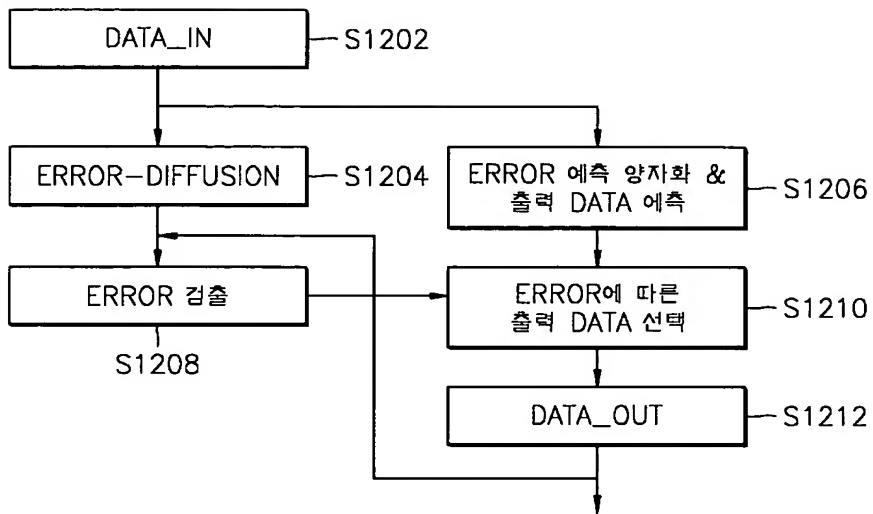 DATA_IN
S1202
ERROR-DIFFUSION
S1204
ERROR 예측 양자화 &
출력 DATA 예측
S1206
ERROR 검출
S1208
ERROR에 따른
출력 DATA 선택
S1210
DATA_OUT
S1212